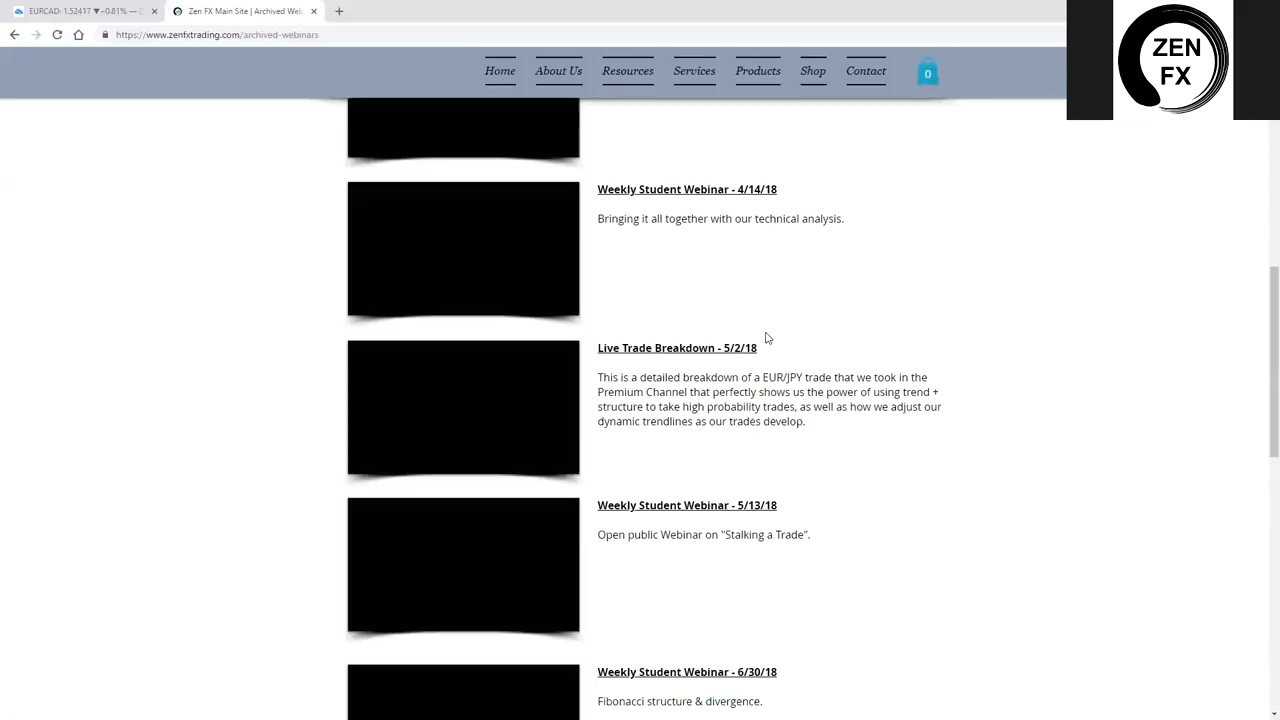 EURCAD: 1.52417 ▼−0.81% —
Zen FX Main Site | Archived Web
https://www.zenfxtrading.com/archived-webinars
ZEN
FX
Home About Us Resources Services Products Shop Contact 0
Weekly Student Webinar - 4/14/18
Bringing it all together with our technical analysis.
Live Trade Breakdown - 5/2/18
This is a detailed breakdown of a EUR/JPY trade that we took in the
Premium Channel that perfectly shows us the power of using trend +
structure to take high probability trades, as well as how we adjust our
dynamic trendlines as our trades develop.
Weekly Student Webinar - 5/13/18
Open public Webinar on "Stalking a Trade".
Weekly Student Webinar - 6/30/18
Fibonacci structure & divergence.